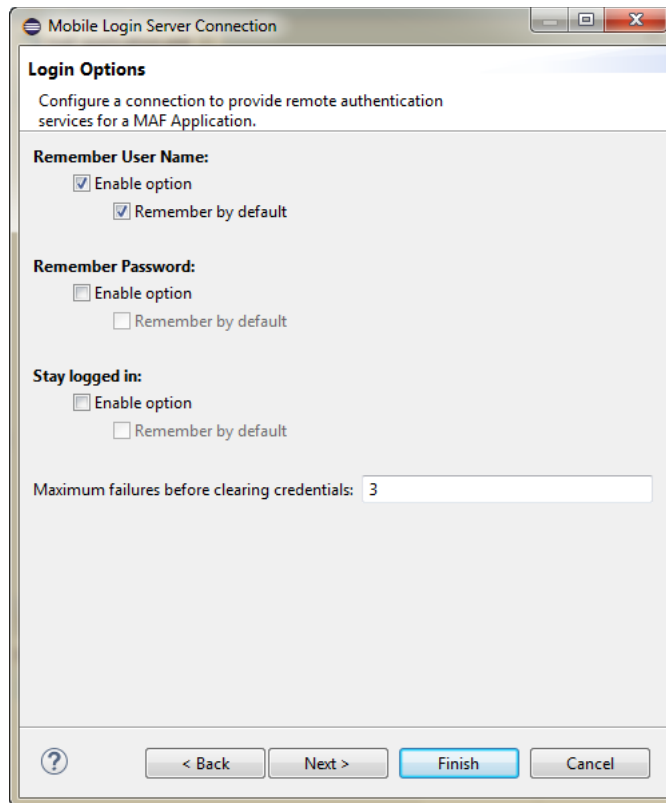 Mobile Login Server Connection
Login Options
Configure a connection to provide remote authentication
services for a MAF Application.
Remember User Name:
Enable option
Remember by default
Remember Password:
Enable option
Remember by default
Stay logged in:
Enable option
Remember by default
Maximum failures before clearing credentials: 3
? < Back Next > Finish Cancel